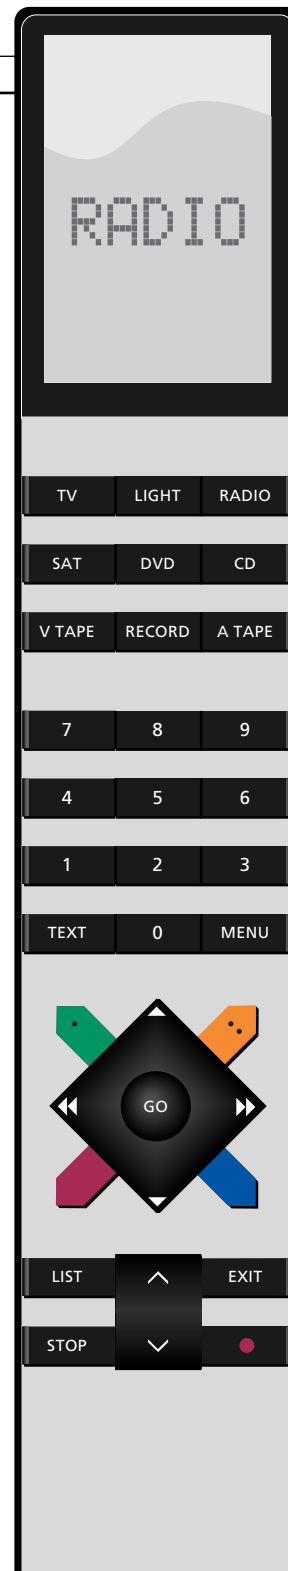 RADIO
TV LIGHT RADIO
SAT DVD CD
V TAPE RECORD A TAPE
7 8 9
4 5 6
1 2 3
TEXT 0 MENU
GO
LIST EXIT
STOP